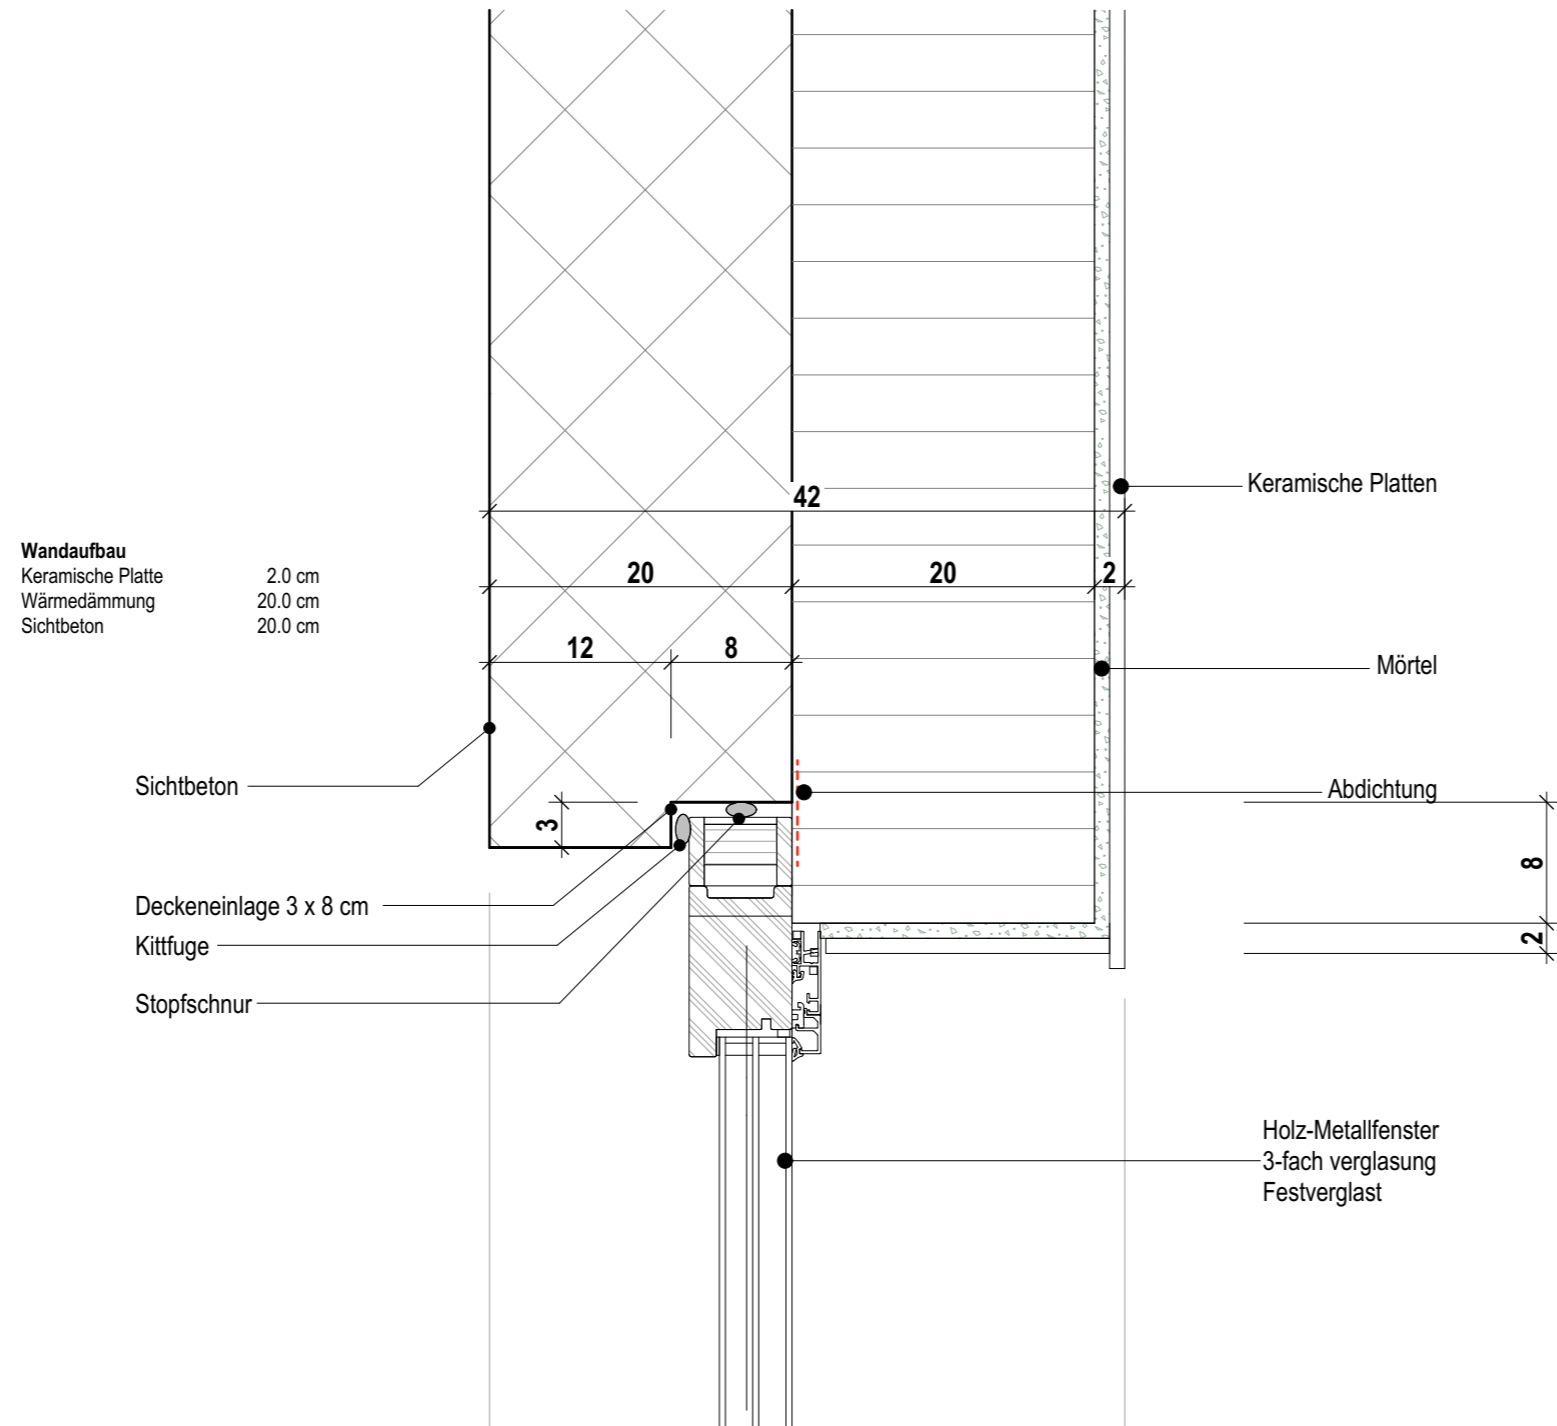 42
Keramische Platten
Wandaufbau
Keramische Platte 2.0 cm
Wärmedämmung 20.0 cm
Sichtbeton 20.0 cm
20 20 2
12 8
Mörtel
Sichtbeton
Abdichtung
3
8
Deckeneinlage 3 x 8 cm
Kittfuge
2
Stopfschnur
Holz-Metallfenster
3-fach verglasung
Festverglast